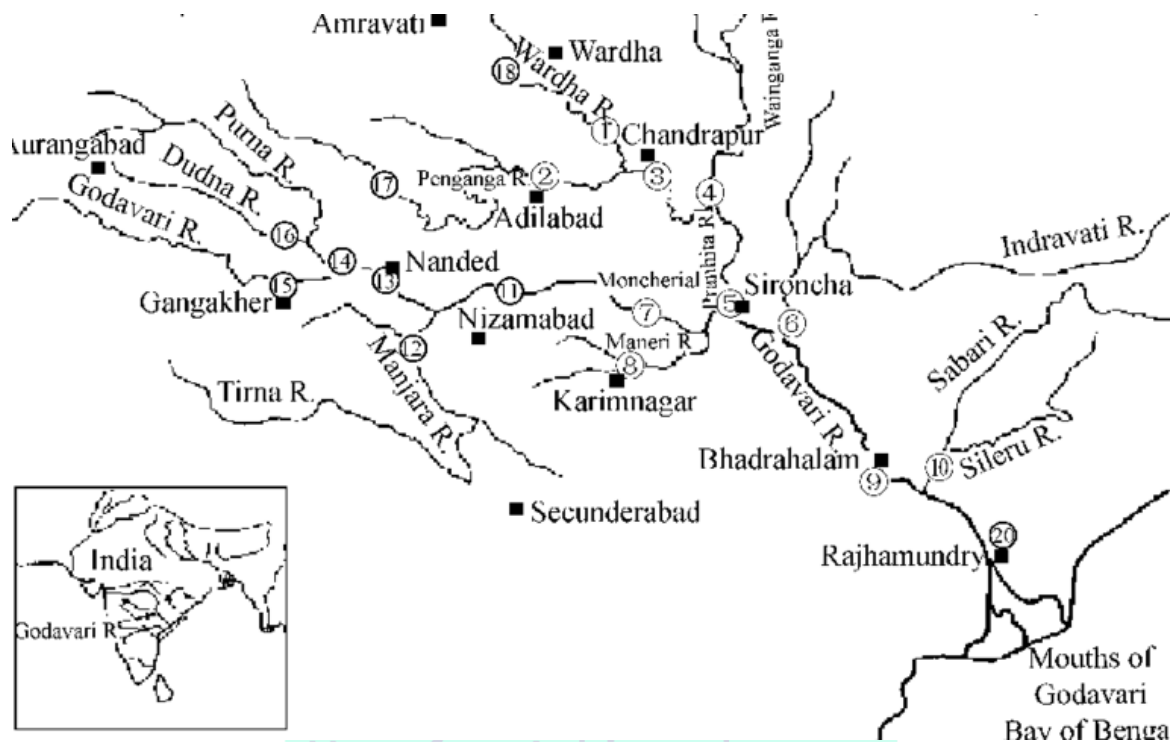 Amravati
Wardha
18
Wardha R.
Wainganga
1
Chandrapur
Purna R.
Aurangabad
Dudna R.
Penganga R.
2
3
17
4
Adilabad
Godavari R.
16
Pranhita R.
Indravati R.
14
Nanded
13
15
11
Moncherial
Sironcha
5
Gangakher
7
6
Nizamabad
12
Maneri R
8
Sabari R.
Manjara R.
Tirna R.
Karimnagar
Godavari R.
Bhadrahalam
10
Sileru R.
9
Secunderabad
20
India
Rajhamundry
Godavari R.
Mouths of
Godavari
Bay of Benga